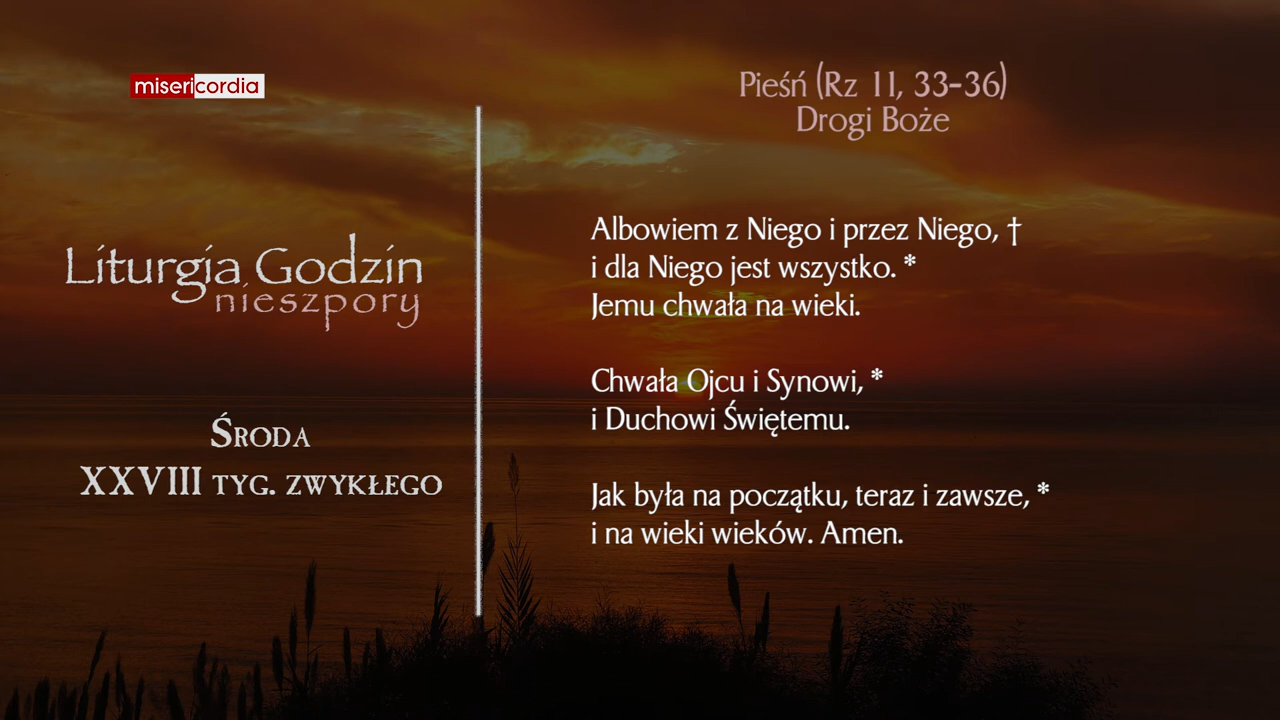 misericordia
Liturgia Godzin
nieszpory
Środa
XXVIII tyg. zwykłego
Pieśń (Rz 11, 33-36)
Drogi Boże
Albowiem z Niego i przez Niego, †
i dla Niego jest wszystko. *
Jemu chwała na wieki.
Chwała Ojcu i Synowi, *
i Duchowi Świętemu.
Jak była na początku, teraz i zawsze, *
i na wieki wieków. Amen.